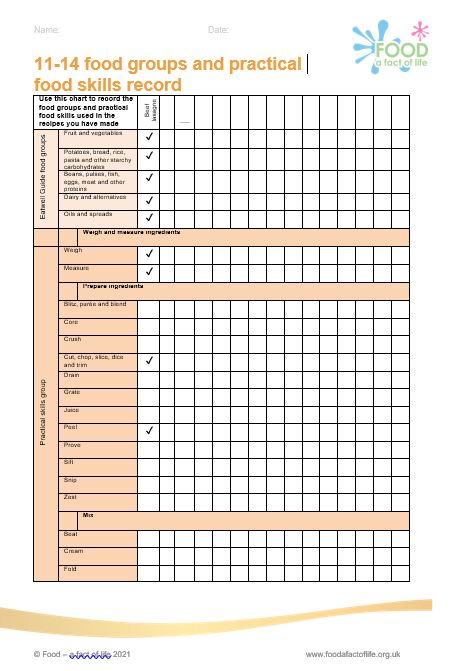 Name:
Date:
FOOD
a fact of life
11-14 food groups and practical
food skills record
Use this chart to record the
food groups and practical
food skills used in the
recipes you have made
Beef
lasagne
Eatwell Guide food groups
Fruit and vegetables
Potatoes, bread, rice,
pasta and other starchy
carbohydrates
Beans, pulses, fish,
eggs, meat and other
proteins
Dairy and alternatives
Oils and spreads
Weigh and measure ingredients
Practical skills group
Weigh
Measure
Prepare ingredients
Blitz, purée and blend
Core
Crush
Cut, chop, slice, dice
and trim
Drain
Grate
Juice
Peel
Prove
Sift
Snip
Zest
Mix
Beat
Cream
Fold
© Food – a fact of life 2021
www.foodafactoflife.org.uk